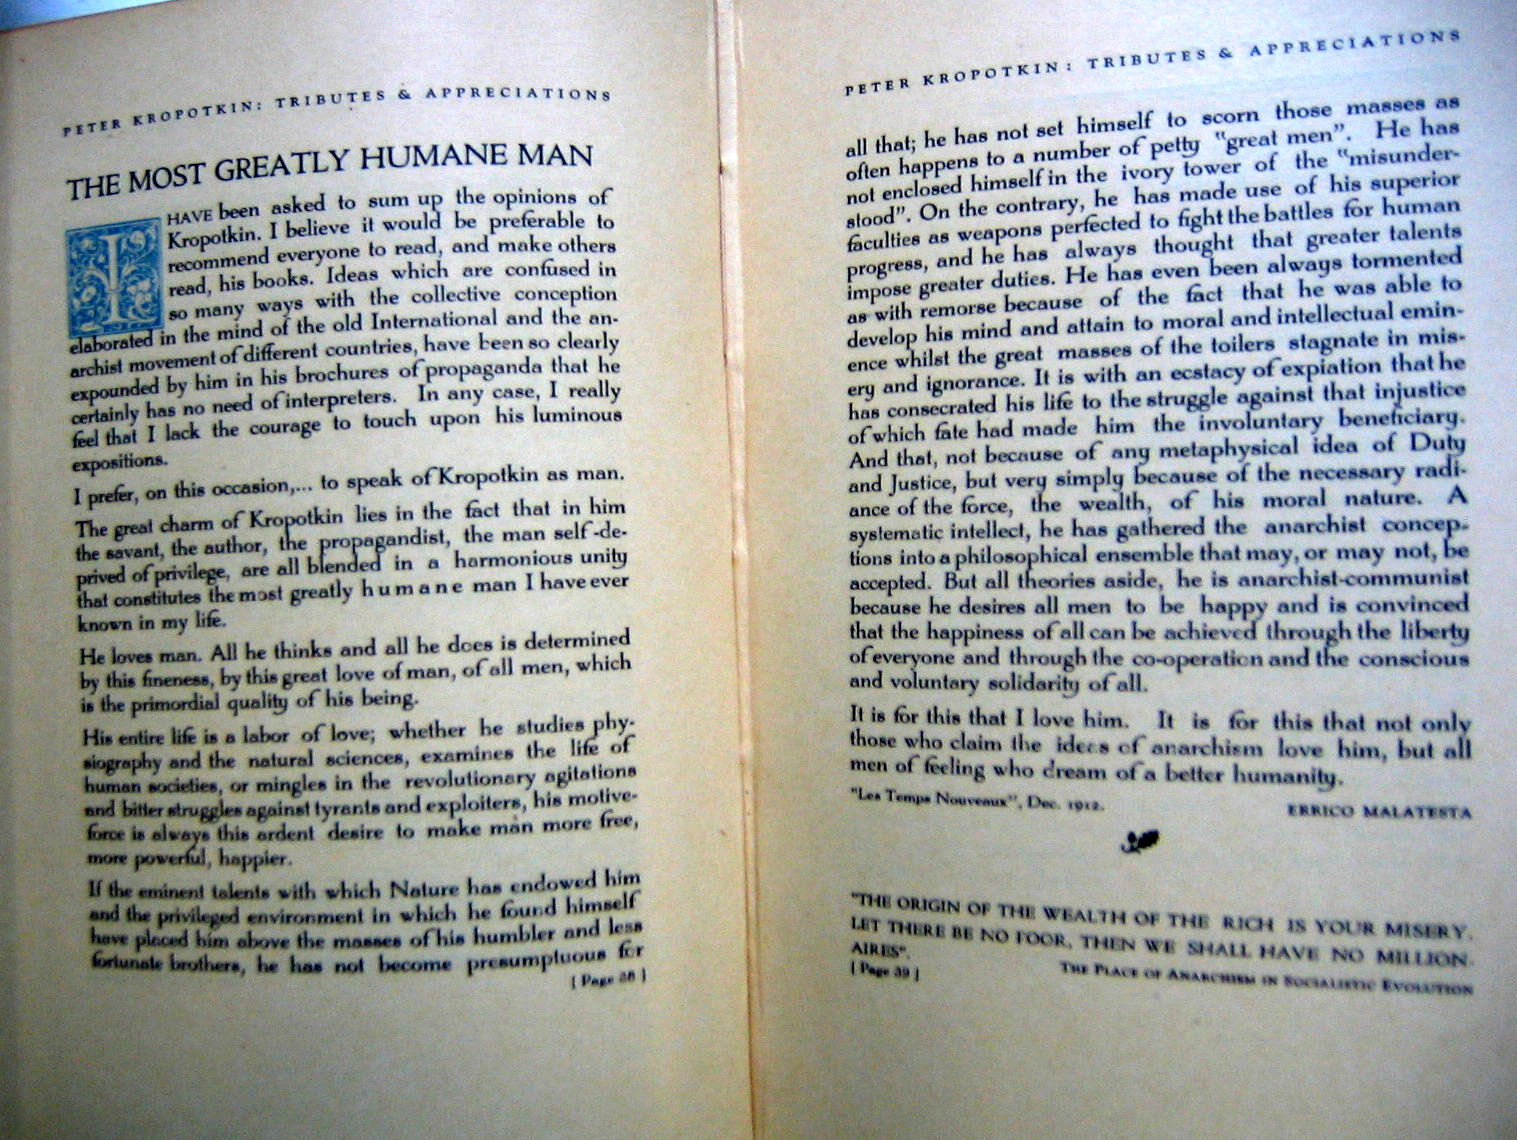 PETER KROPOTKIN: TRIBUTES & APPRECIATIONS
THE MOST GREATLY HUMANE MAN
I HAVE been asked to sum up the opinions of
Kropotkin. I believe it would be preferable to
recommend everyone to read, and make others
read, his books. Ideas which are confused in
so many ways with the collective conception
elaborated in the mind of the old International and the an-
archist movement of different countries, have been so clearly
expounded by him in his brochures of propaganda that he
certainly has no need of interpreters. In any case, I really
feel that I lack the courage to touch upon his luminous
expositions.
I prefer, on this occasion,... to speak of Kropotkin as man.
The great charm of Kropotkin lies in the fact that in him
the savant, the author, the propagandist, the man self-de-
prived of privilege, are all blended in a harmonious unity
that constitutes the most greatly humane man I have ever
known in my life.
He loves man. All he thinks and all he does is determined
by this fineness, by this great love of man, of all men, which
is the primordial quality of his being.
His entire life is a labor of love; whether he studies phy-
siography and the natural sciences, examines the life of
human societies, or mingles in the revolutionary agitations
and bitter struggles against tyrants and exploiters, his motive-
force is always this ardent desire to make man more free,
more powerful, happier.
If the eminent talents with which Nature has endowed him
and the privileged environment in which he found himself
have placed him above the masses of his humbler and less
fortunate brothers, he has not become presumptuous for
[ Page 38 ]
PETER KROPOTKIN: TRIBUTES & APPRECIATIONS
all that; he has not set himself to scorn those masses as
often happens to a number of petty "great men". He has
not enclosed himself in the ivory tower of the "misunder-
stood". On the contrary, he has made use of his superior
faculties as weapons perfected to fight the battles for human
progress, and he has always thought that greater talents
impose greater duties. He has even been always tormented
as with remorse because of the fact that he was able to
develop his mind and attain to moral and intellectual emin-
ence whilst the great masses of the toilers stagnate in mis-
ery and ignorance. It is with an ecstacy of expiation that he
has consecrated his life to the struggle against that injustice
of which fate had made him the involuntary beneficiary.
And that, not because of any metaphysical idea of Duty
and Justice, but very simply because of the necessary radi-
ance of the force, the wealth, of his moral nature. A
systematic intellect, he has gathered the anarchist concep-
tions into a philosophical ensemble that may, or may not, be
accepted. But all theories aside, he is anarchist-communist
because he desires all men to be happy and is convinced
that the happiness of all can be achieved through the liberty
of everyone and through the co-operation and the conscious
and voluntary solidarity of all.
It is for this that I love him. It is for this that not only
those who claim the ideas of anarchism love him, but all
men of feeling who dream of a better humanity.
"Les Temps Nouveaux", Dec. 1912. ERRICO MALATESTA
"THE ORIGIN OF THE WEALTH OF THE RICH IS YOUR MISERY.
LET THERE BE NO POOR, THEN WE SHALL HAVE NO MILLION-
AIRES".
THE PLACE OF ANARCHISM IN SOCIALISTIC EVOLUTION
[ Page 39 ]